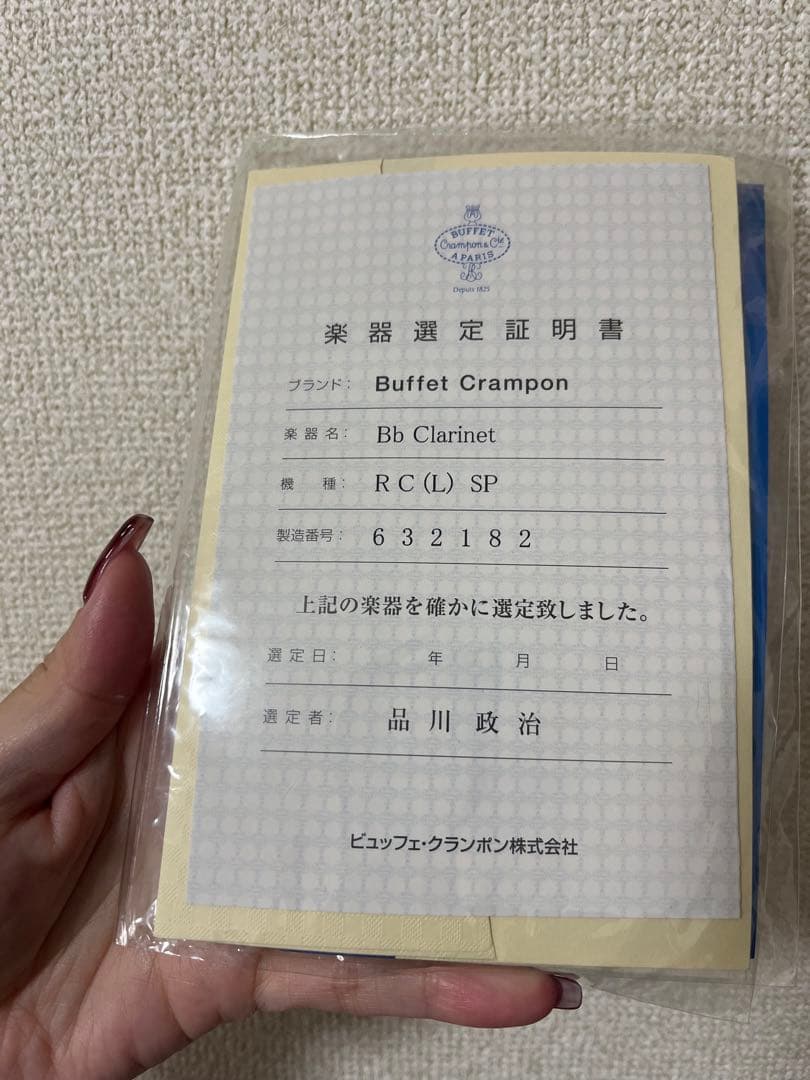 BUFFET
Crampon & Cie
A PARIS
Depuis 1825
楽器選定証明書
ブランド： Buffet Crampon
楽器名： Bb Clarinet
機種： RC(L) SP
製造番号： 632182
上記の楽器を確かに選定致しました。
選定日： 年 月 日
選定者： 品川政治
ビュッフェ・クランポン株式会社